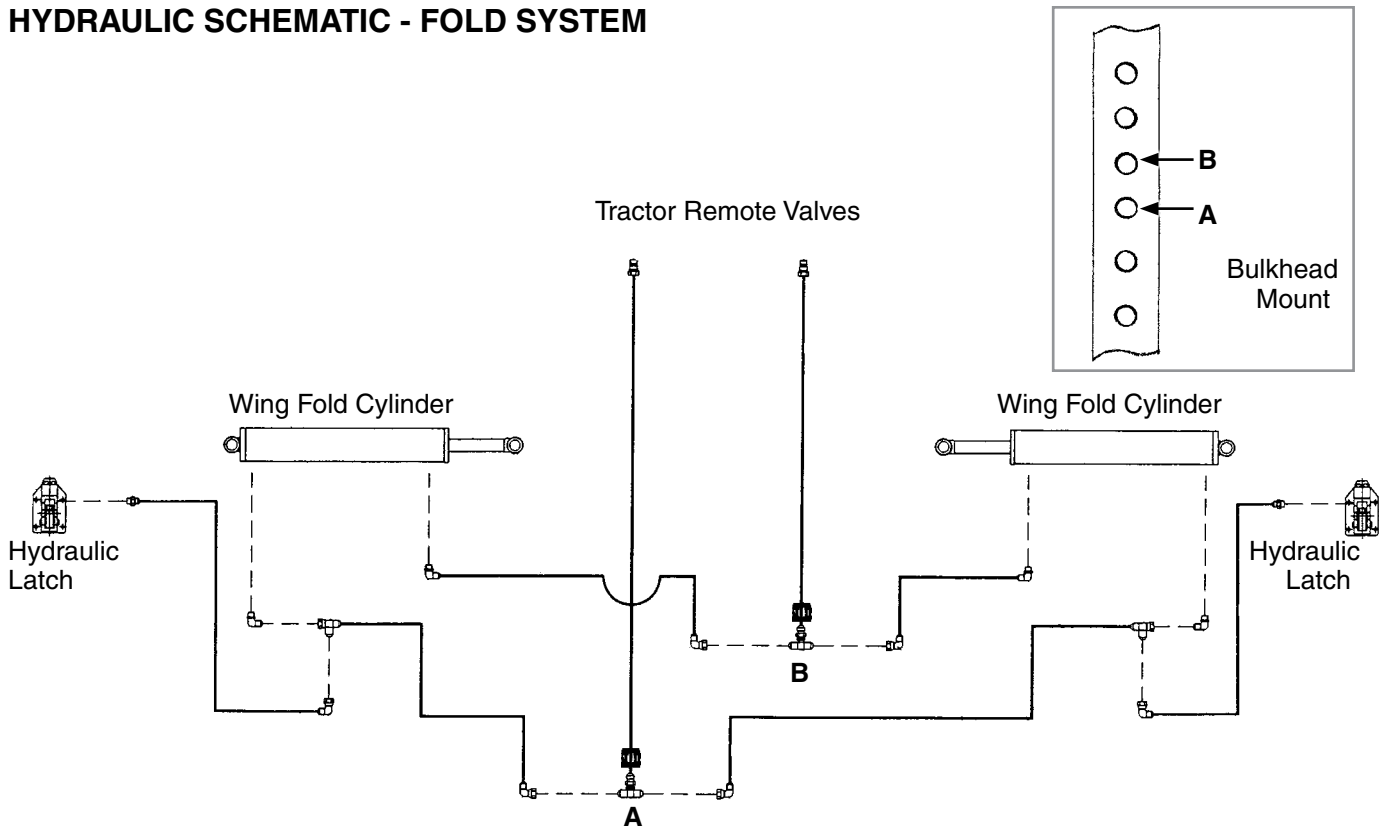 HYDRAULIC SCHEMATIC - FOLD SYSTEM
B
A
Bulkhead
Mount
Tractor Remote Valves
Wing Fold Cylinder
Wing Fold Cylinder
Hydraulic
Latch
Hydraulic
Latch
B
A